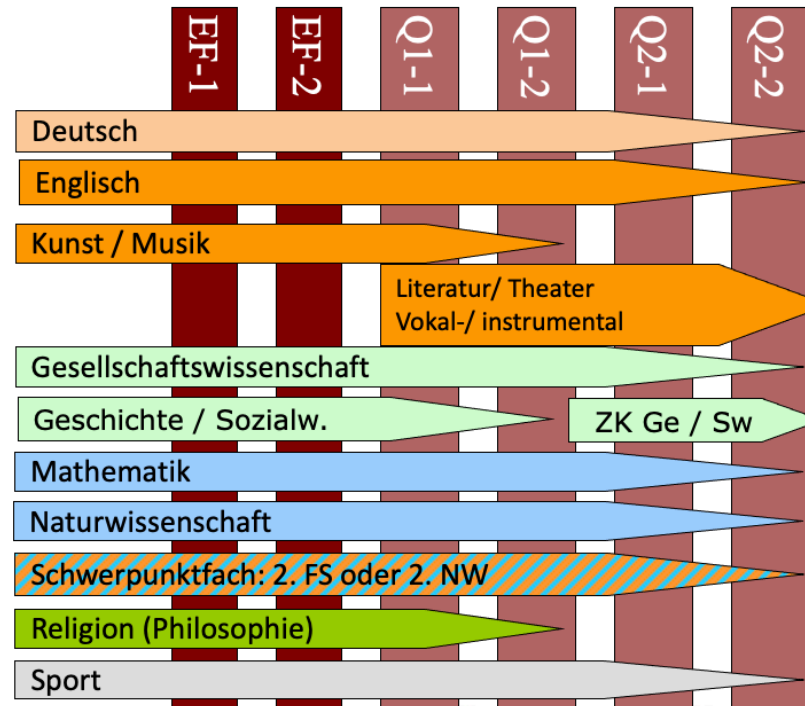 EF-1
EF-2
Q1-1
Q1-2
Q2-1
Q2-2
Deutsch
Englisch
Kunst / Musik
Literatur/ Theater
Vokal-/ instrumental
Gesellschaftswissenschaft
Geschichte / Sozialw.
ZK Ge / Sw
Mathematik
Naturwissenschaft
Schwerpunktfach: 2. FS oder 2. NW
Religion (Philosophie)
Sport